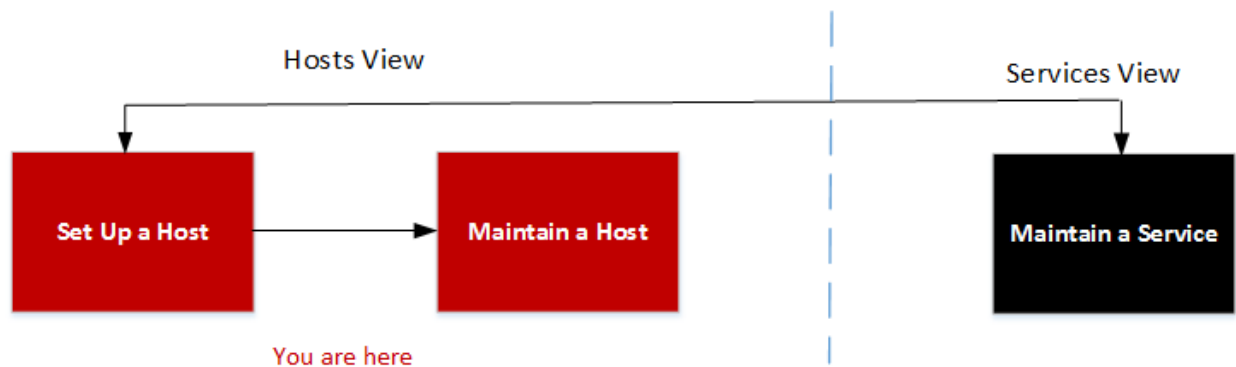 Hosts View
Services View
Set Up a Host
Maintain a Host
Maintain a Service
You are here